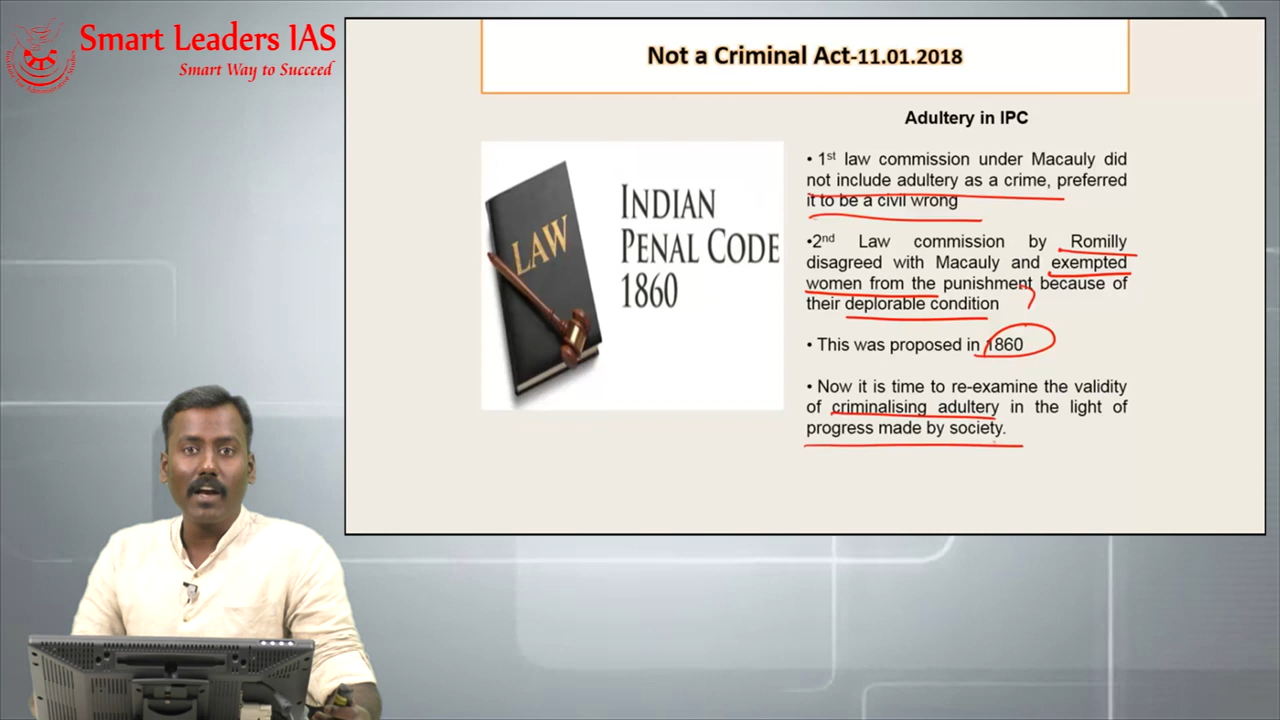 Smart Leaders IAS
Smart Way to Succeed
Not a Criminal Act-11.01.2018
Adultery in IPC
• 1st law commission under Macauly did
not include adultery as a crime, preferred
it to be a civil wrong
•2nd Law commission by Romilly
disagreed with Macauly and exempted
women from the punishment because of
their deplorable condition
• This was proposed in 1860
• Now it is time to re-examine the validity
of criminalising adultery in the light of
progress made by society.
LAW
INDIAN
PENAL CODE
1860